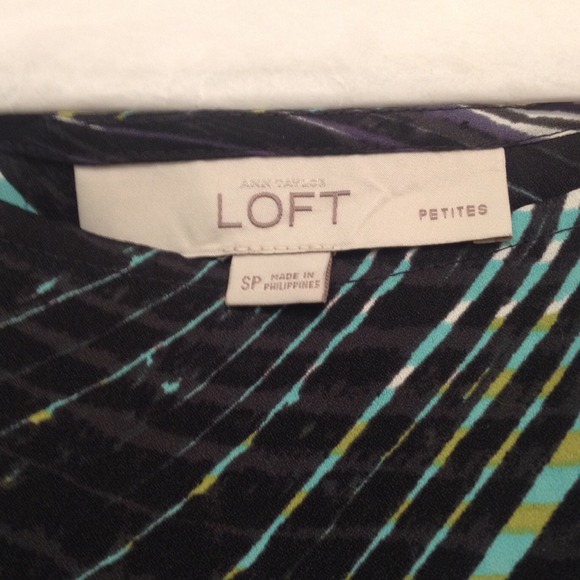 ANN TAYLOR
LOFT
PETITES
SP
MADE IN
PHILIPPINES